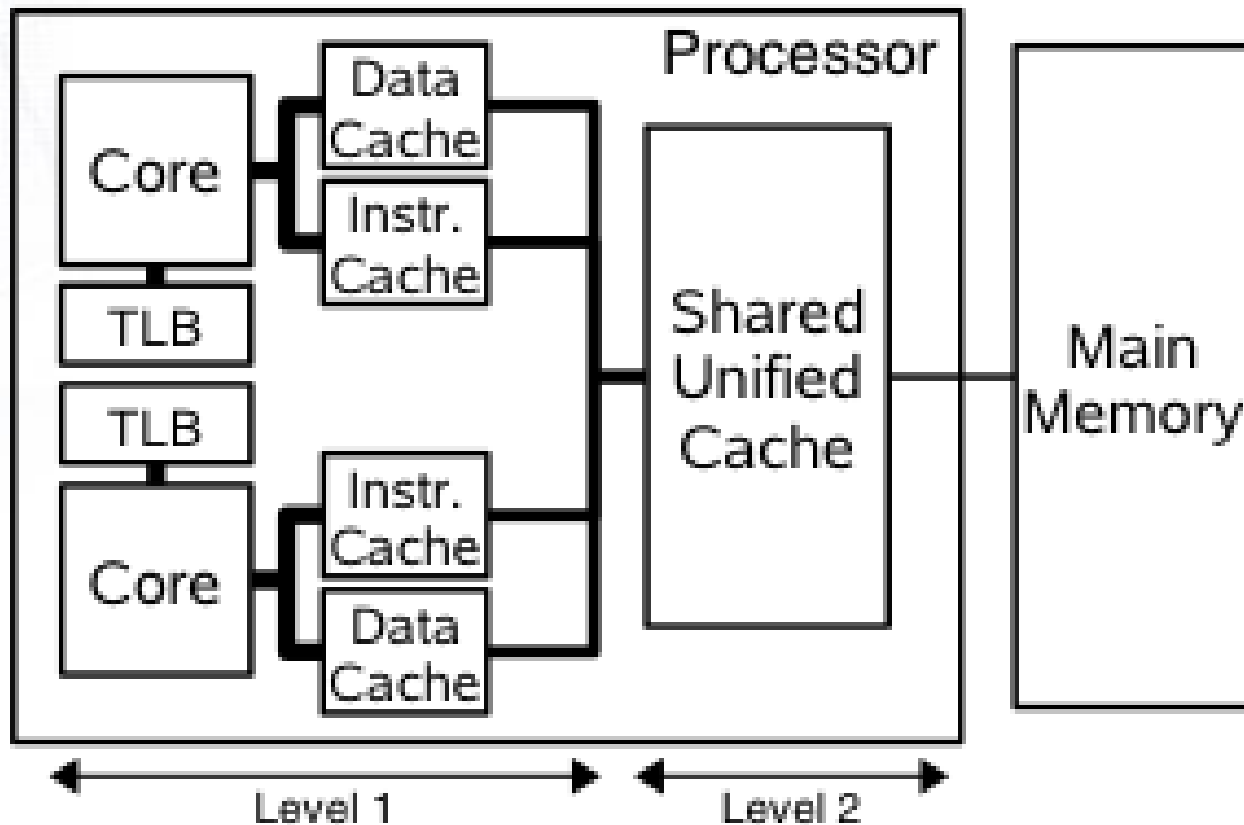 Processor
Data
Cache
Core
Instr.
Cache
TLB
TLB
Instr.
Cache
Core
Data
Cache
Shared
Unified
Cache
Main
Memory
Level 1
Level 2